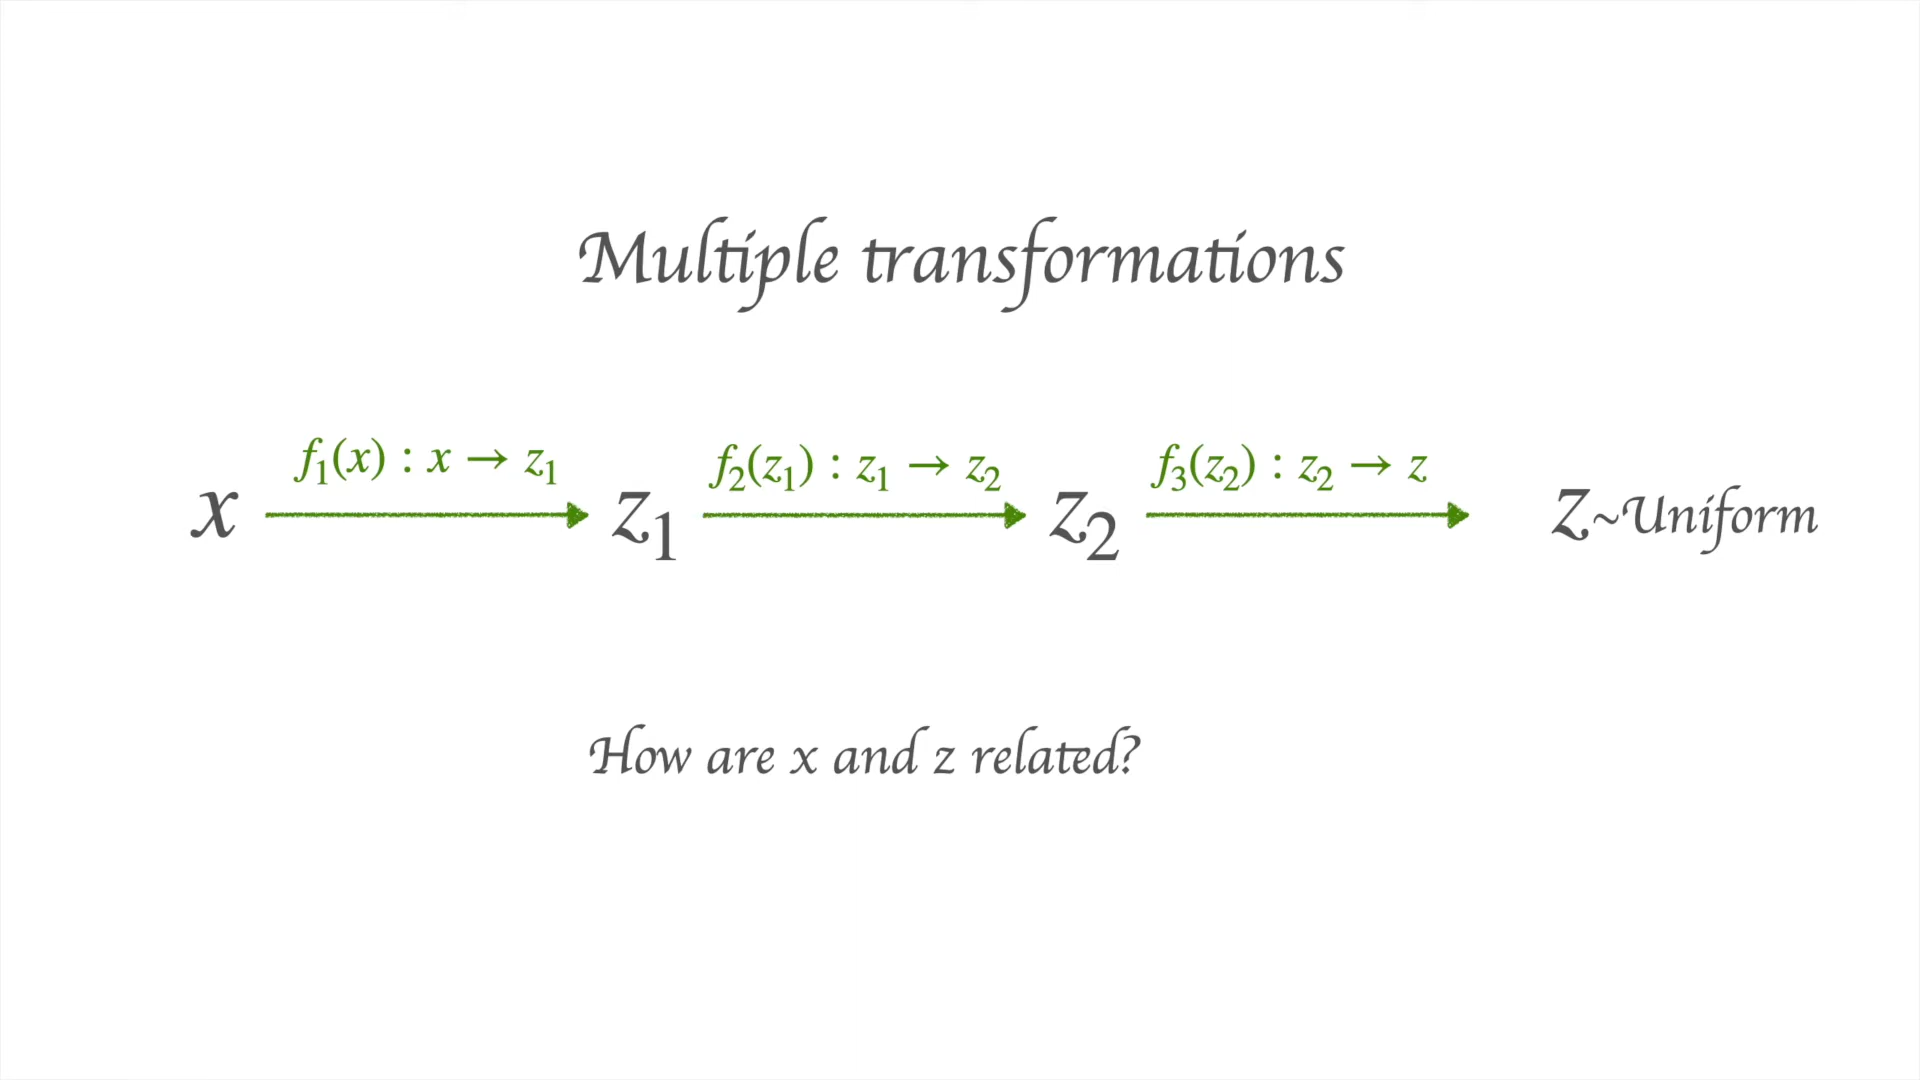 Multiple transformations
f₁(x) : x → z₁ f₂(z₁) : z₁ → z₂ f₃(z₂) : z₂ → z
x z₁ z₂ z~Uniform
How are x and z related?